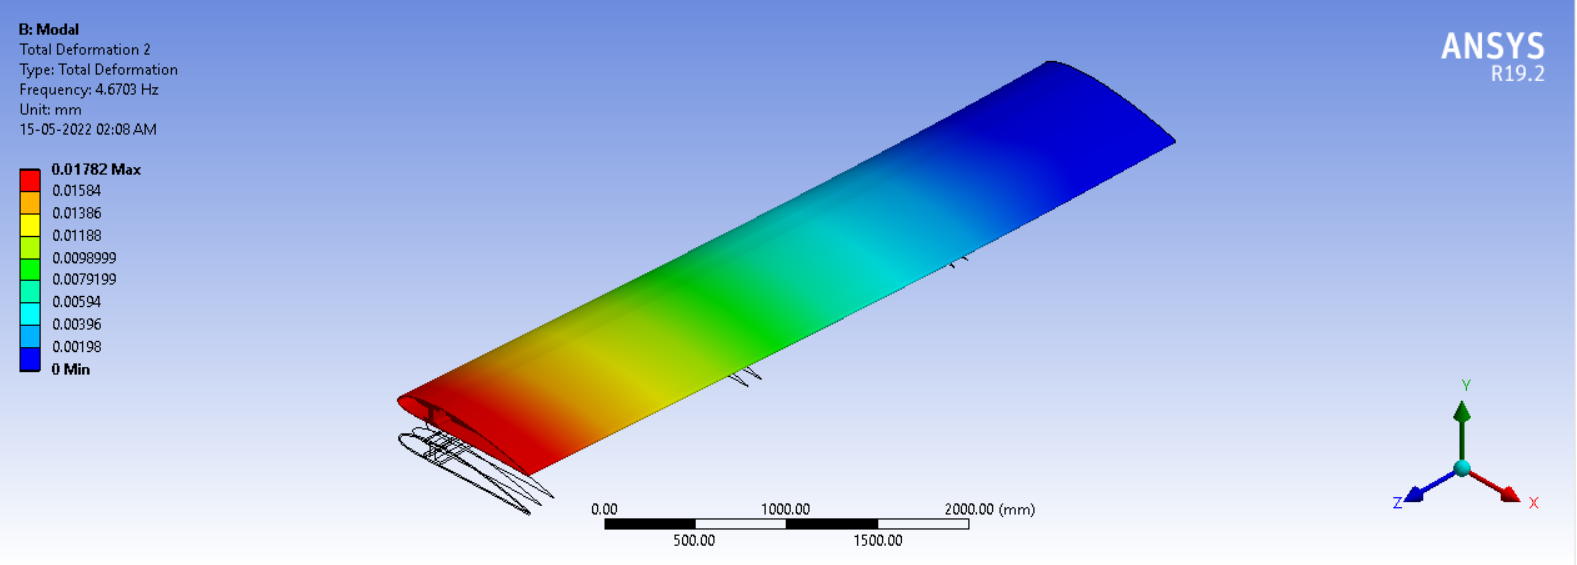 B: Modal
Total Deformation 2
Type: Total Deformation
Frequency: 4.6703 Hz
Unit: mm
15-05-2022 02:08 AM
ANSYS
R19.2
0.01782 Max
0.01584
0.01386
0.01188
0.0098999
0.0079199
0.00594
0.00396
0.00198
0 Min
0.00 1000.00 2000.00 (mm)
500.00 1500.00
Y
Z X